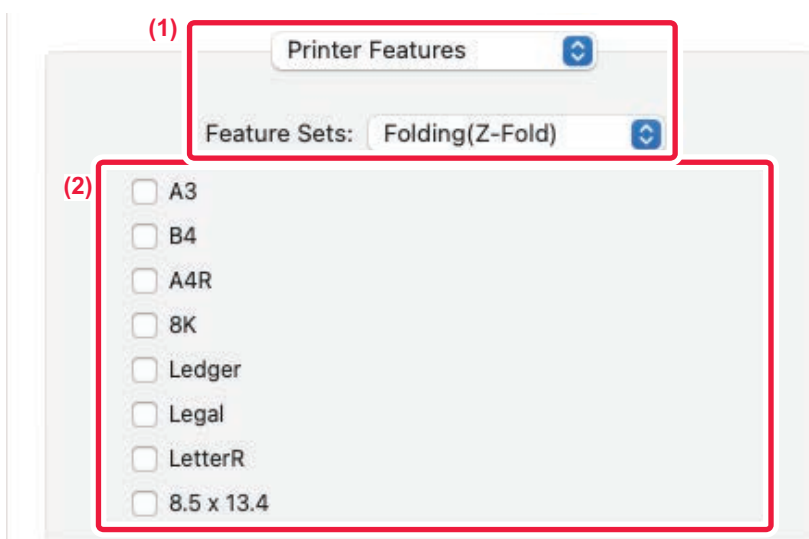 (1)
Printer Features
Feature Sets: Folding(Z-Fold)
(2)
A3
B4
A4R
8K
Ledger
Legal
LetterR
8.5 x 13.4